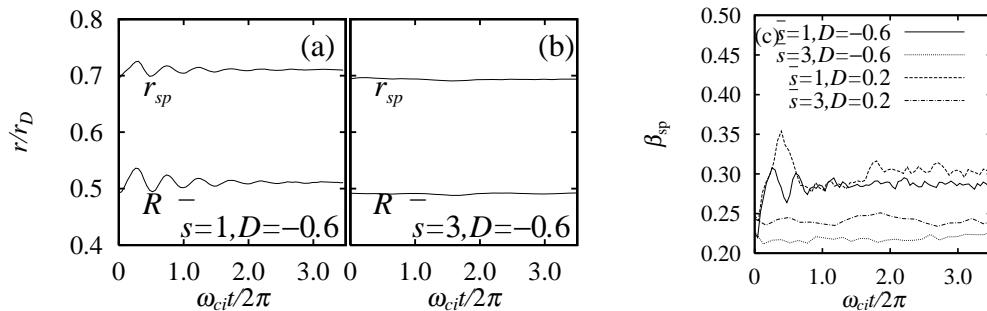 0.8
0.7
0.6
0.5
0.4
r/r_D
(a)
r_sp
R
s̄=1,D=−0.6
0 1.0 2.0 3.0
ω_ci t/2π
(b)
r_sp
R
s̄=3,D=−0.6
0 1.0 2.0 3.0
ω_ci t/2π
0.50
0.45
0.40
0.35
0.30
0.25
0.20
β_sp
(c)
s̄=1,D=−0.6
s̄=3,D=−0.6
s̄=1,D=0.2
s̄=3,D=0.2
0 1.0 2.0 3.0
ω_ci t/2π